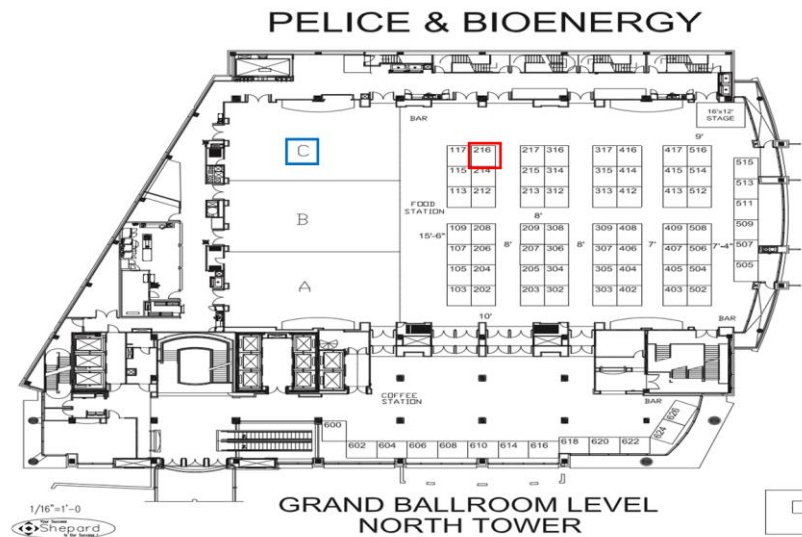 PELICE & BIOENERGY
16'x12'
STAGE
BAR
9'
C
117 216 217 316 317 416 417 516
115 214 215 314 315 414 415 514
113 212 213 312 313 412 413 512
515
513
511
509
507
505
FOOD
STATION
B
8'
15'-6"
109 208 209 308 309 408 409 508
107 206 207 306 307 406 407 506
105 204 205 304 305 404 405 504
103 202 203 302 303 402 403 502
8' 8' 7' 7'-4"
A
10'
BAR
COFFEE
STATION
BAR
600
602 604 606 608 610 614 616 618 620 622
624
626
1/16"=1'-0
Shepard
GRAND BALLROOM LEVEL
NORTH TOWER